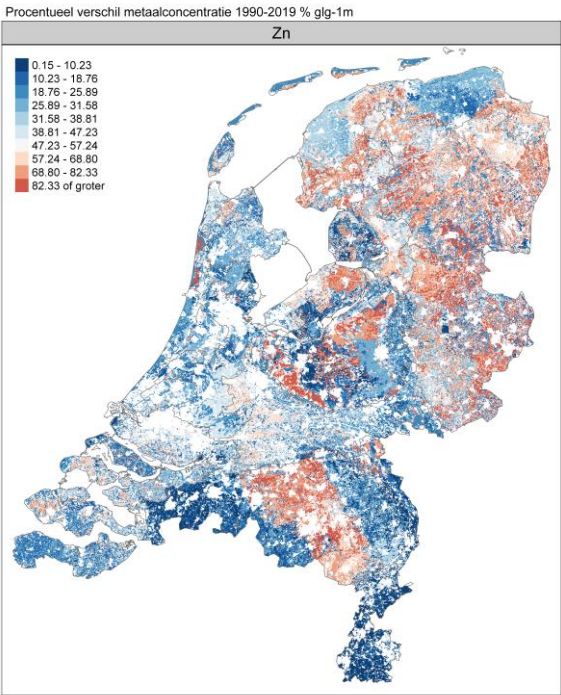 Procentueel verschil metaalconcentratie 1990-2019 % glg-1m
Zn
0.15 - 10.23
10.23 - 18.76
18.76 - 25.89
25.89 - 31.58
31.58 - 38.81
38.81 - 47.23
47.23 - 57.24
57.24 - 68.80
68.80 - 82.33
82.33 of groter